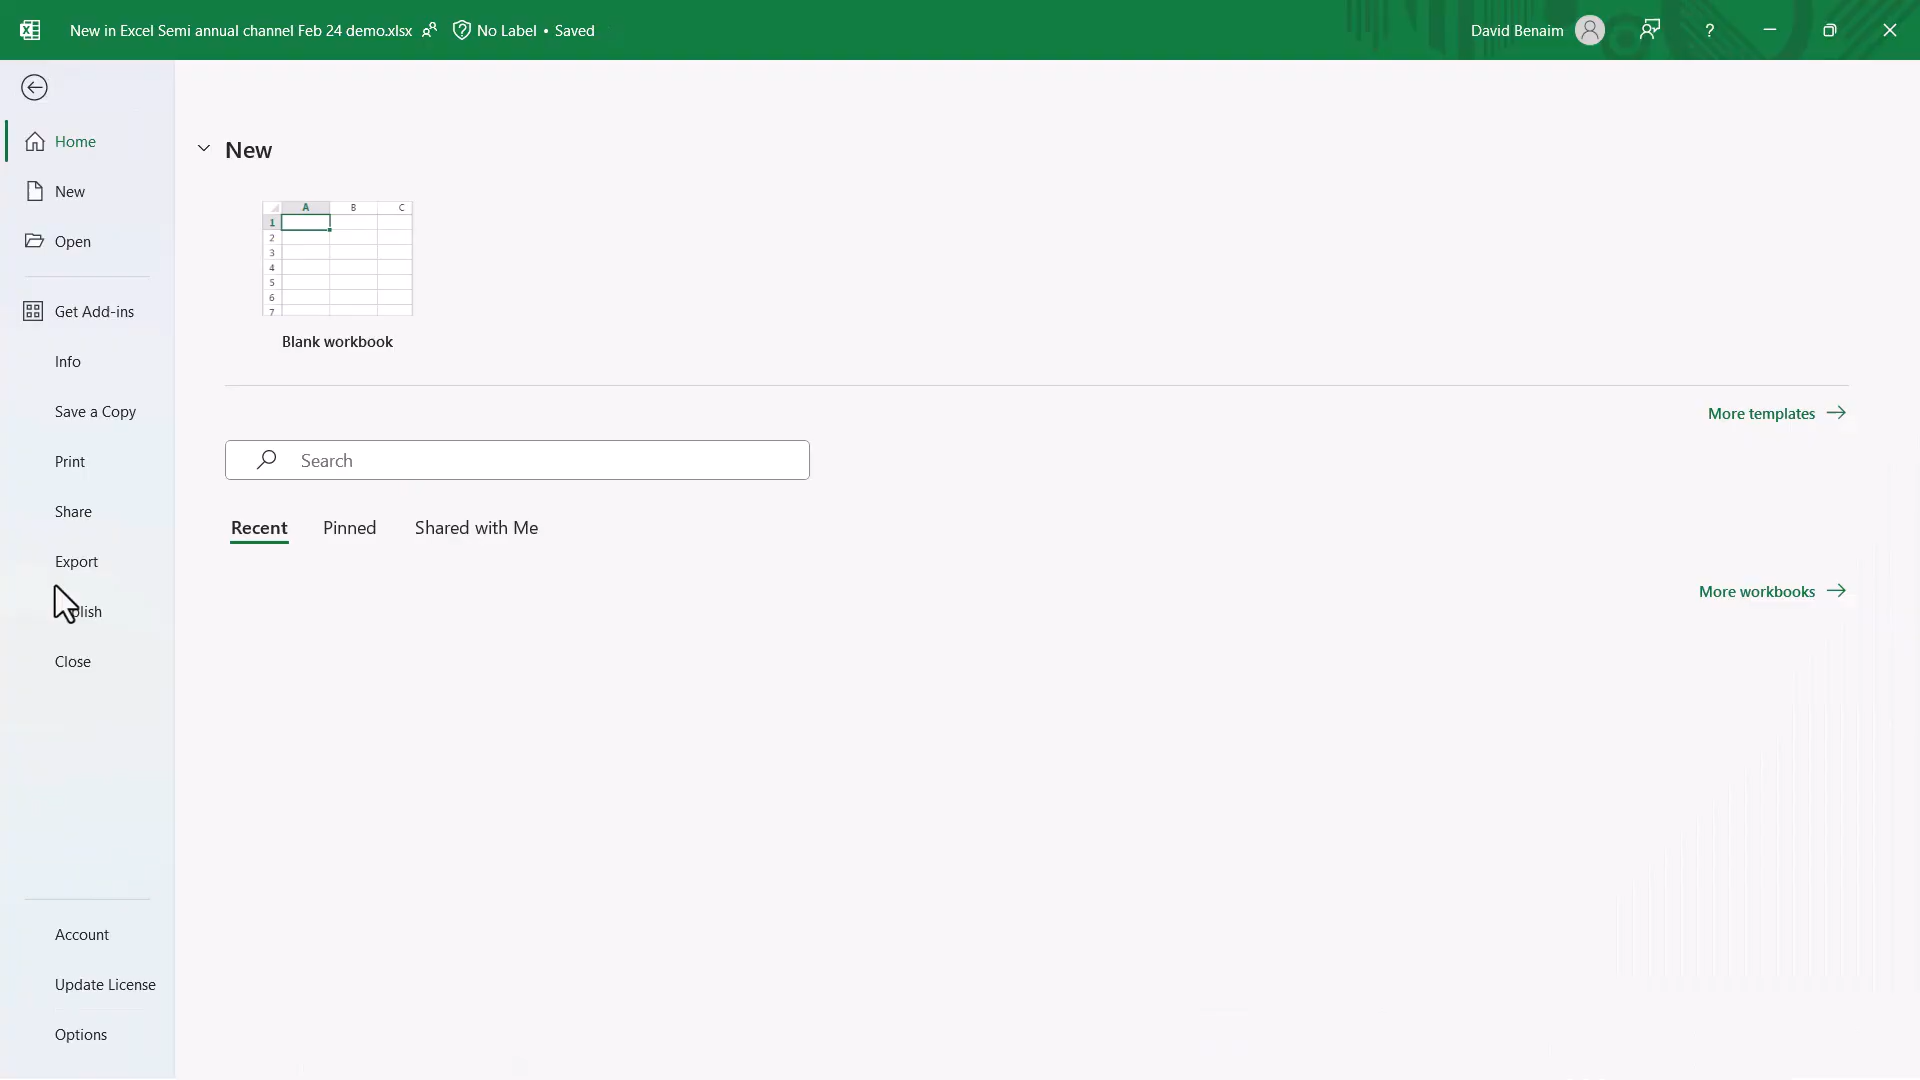 New in Excel Semi annual channel Feb 24 demo.xlsx No Label • Saved
David Benaim ?
Home
New
Open
Get Add-ins
Info
Save a Copy
Print
Share
Export
lish
Close
Account
Update License
Options
New
A B C
1
2
3
4
5
6
7
Blank workbook
More templates
Search
Recent Pinned Shared with Me
More workbooks